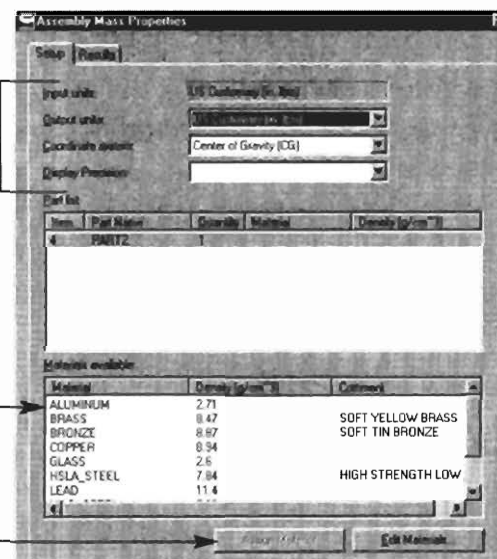 Assembly Mass Properties
Setup Results
Input units: US Customary (in, lbs)
Output units:
Coordinate system: Center of Gravity (CG)
Display Precision:
Part list
Item Part Name Quantity Material Density (g/cm^3)
4 PART2 1
Materials available
Material Density (g/cm^3) Comment
ALUMINUM 2.71
BRASS 8.47 SOFT YELLOW BRASS
BRONZE 8.87 SOFT TIN BRONZE
COPPER 8.94
GLASS 2.6
HSLA_STEEL 7.84 HIGH STRENGTH LOW
LEAD 11.4
Edit Materials...